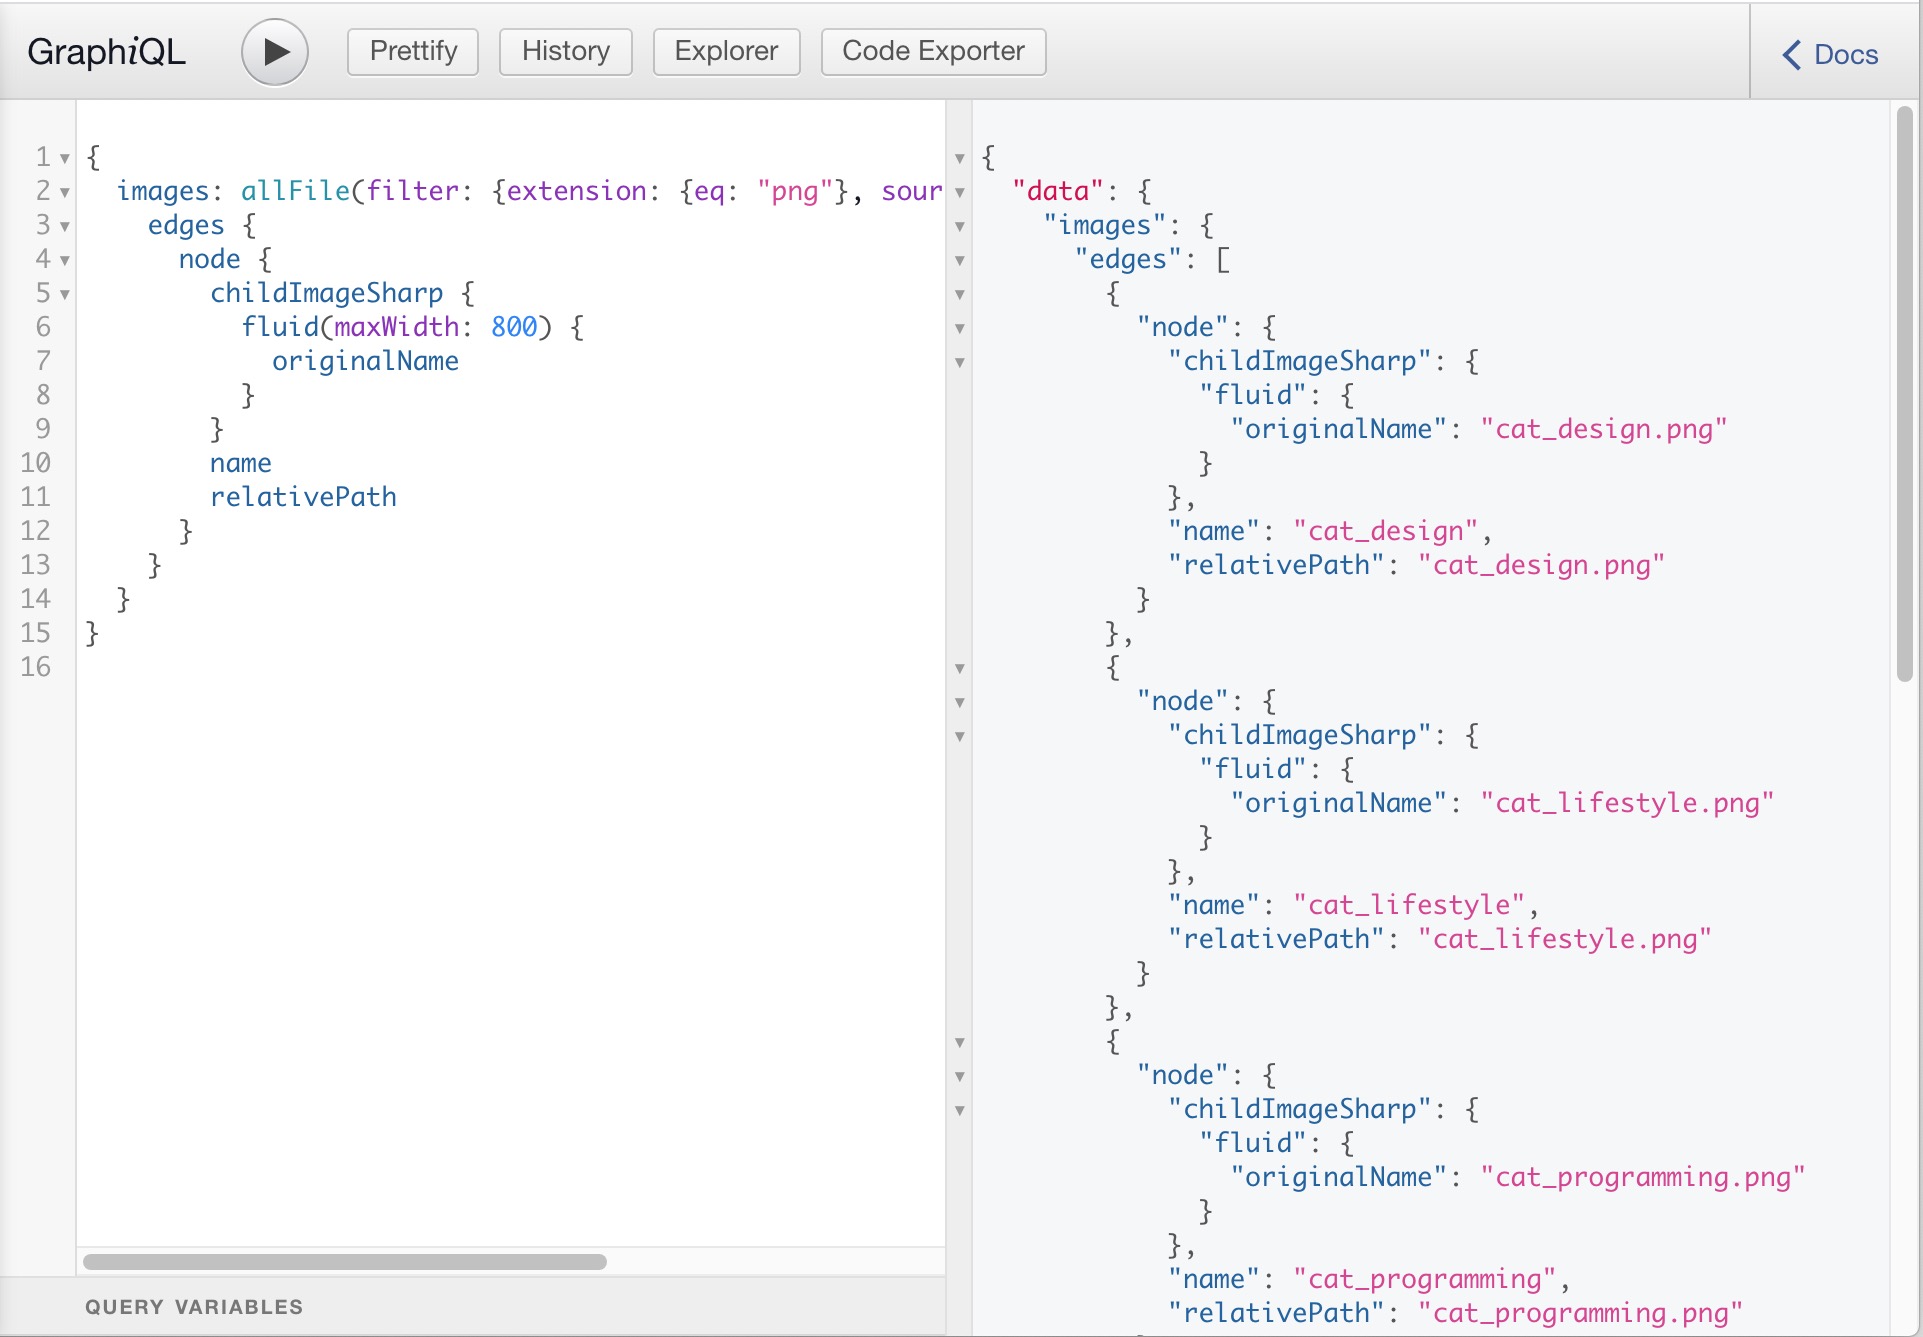 GraphiQL Prettify History Explorer Code Exporter Docs
1 {
2 images: allFile(filter: {extension: {eq: "png"}, sour
3 edges {
4 node {
5 childImageSharp {
6 fluid(maxWidth: 800) {
7 originalName
8 }
9 }
10 name
11 relativePath
12 }
13 }
14 }
15 }
16
QUERY VARIABLES
{
"data": {
"images": {
"edges": [
{
"node": {
"childImageSharp": {
"fluid": {
"originalName": "cat_design.png"
}
},
"name": "cat_design",
"relativePath": "cat_design.png"
}
},
{
"node": {
"childImageSharp": {
"fluid": {
"originalName": "cat_lifestyle.png"
}
},
"name": "cat_lifestyle",
"relativePath": "cat_lifestyle.png"
}
},
{
"node": {
"childImageSharp": {
"fluid": {
"originalName": "cat_programming.png"
}
},
"name": "cat_programming",
"relativePath": "cat_programming.png"